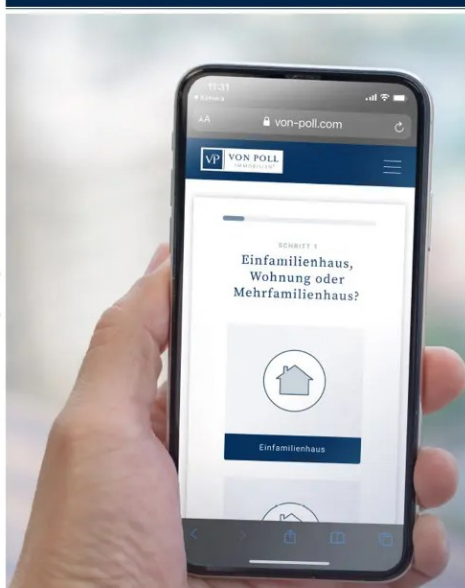 11:31
von-poll.com
VP VON POLL
IMMOBILIEN
SCHRITT 1
Einfamilienhaus,
Wohnung oder
Mehrfamilienhaus?
Einfamilienhaus